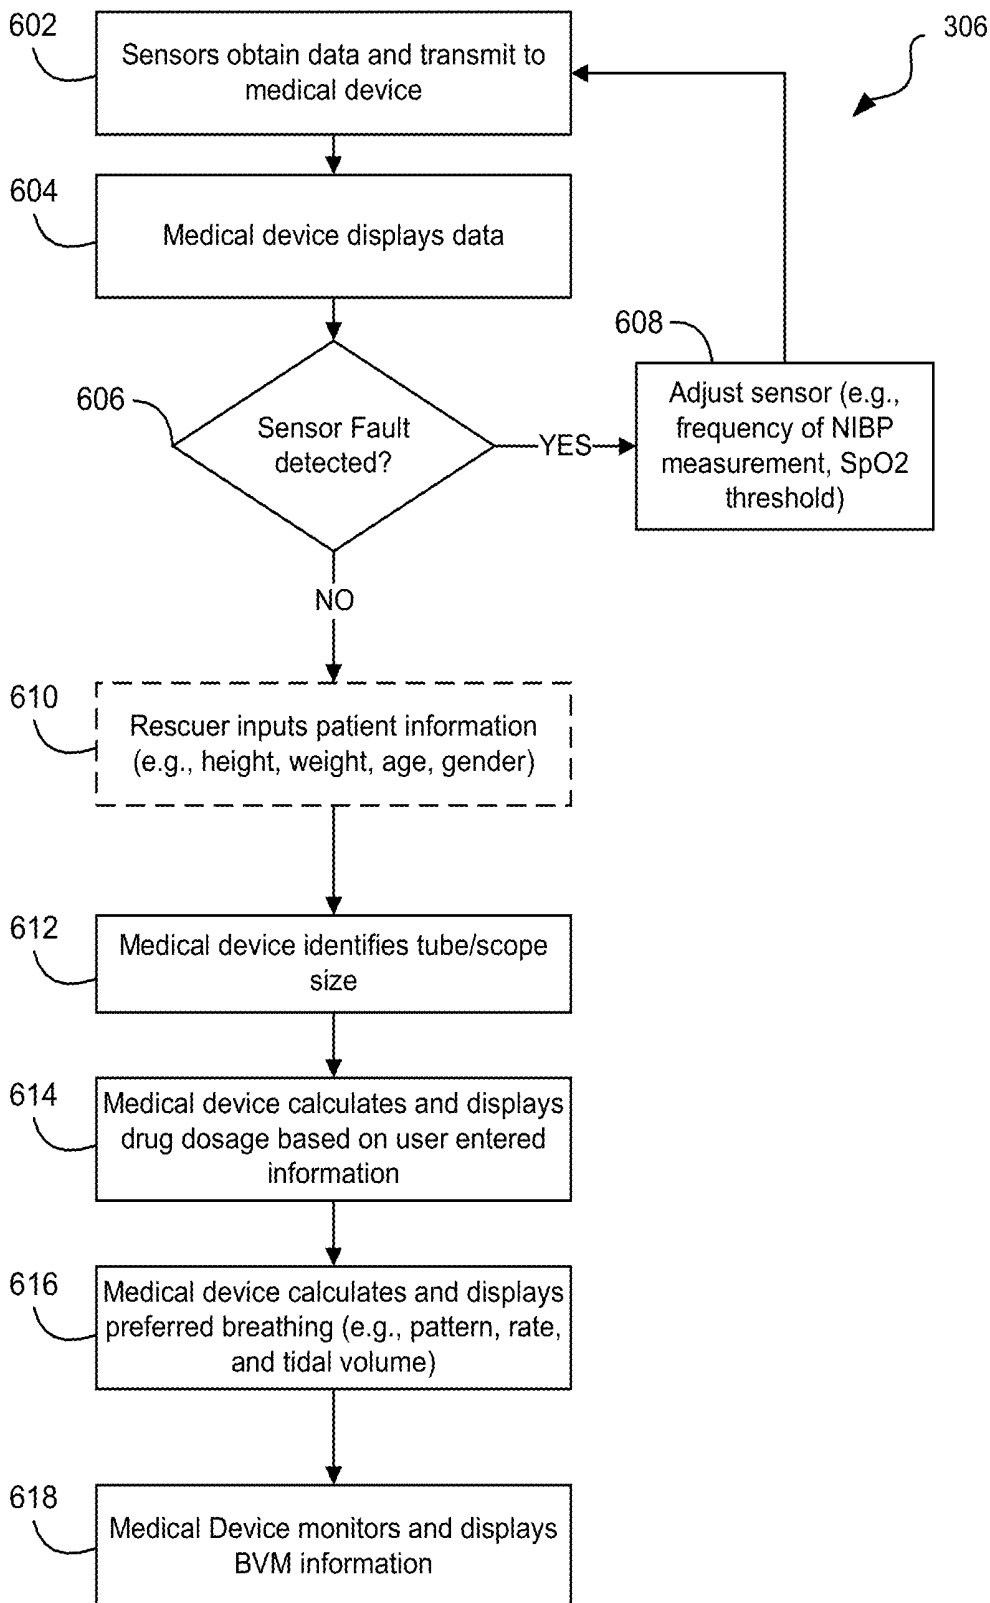 602
Sensors obtain data and transmit to
medical device
306
604
Medical device displays data
606
Sensor Fault
detected?
YES
608
Adjust sensor (e.g.,
frequency of NIBP
measurement, SpO2
threshold)
NO
610
Rescuer inputs patient information
(e.g., height, weight, age, gender)
612
Medical device identifies tube/scope
size
614
Medical device calculates and displays
drug dosage based on user entered
information
616
Medical device calculates and displays
preferred breathing (e.g., pattern, rate,
and tidal volume)
618
Medical Device monitors and displays
BVM information